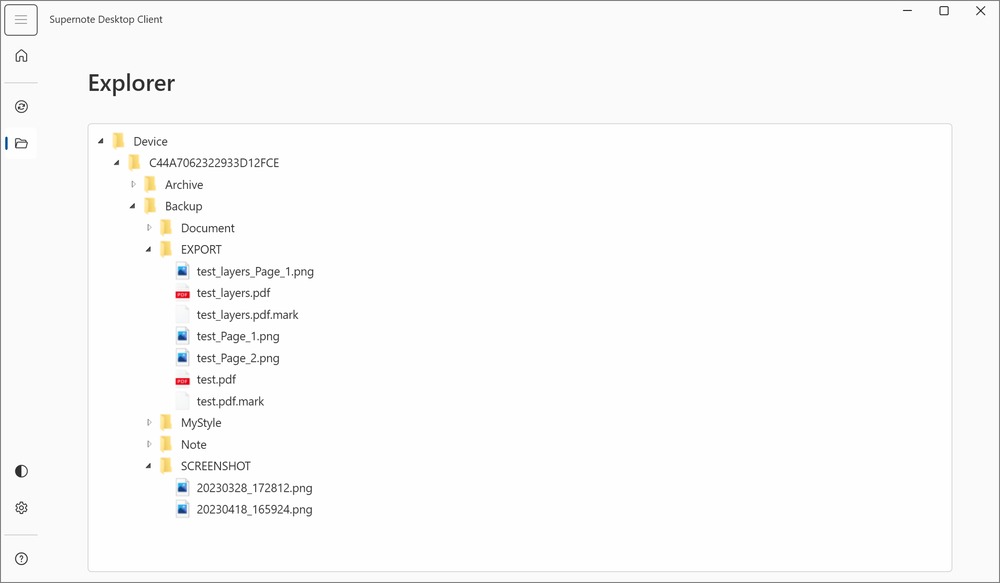 Supernote Desktop Client
Explorer
Device
C44A7062322933D12FCE
Archive
Backup
Document
EXPORT
test_layers_Page_1.png
PDF test_layers.pdf
test_layers.pdf.mark
test_Page_1.png
test_Page_2.png
PDF test.pdf
test.pdf.mark
MyStyle
Note
SCREENSHOT
20230328_172812.png
20230418_165924.png